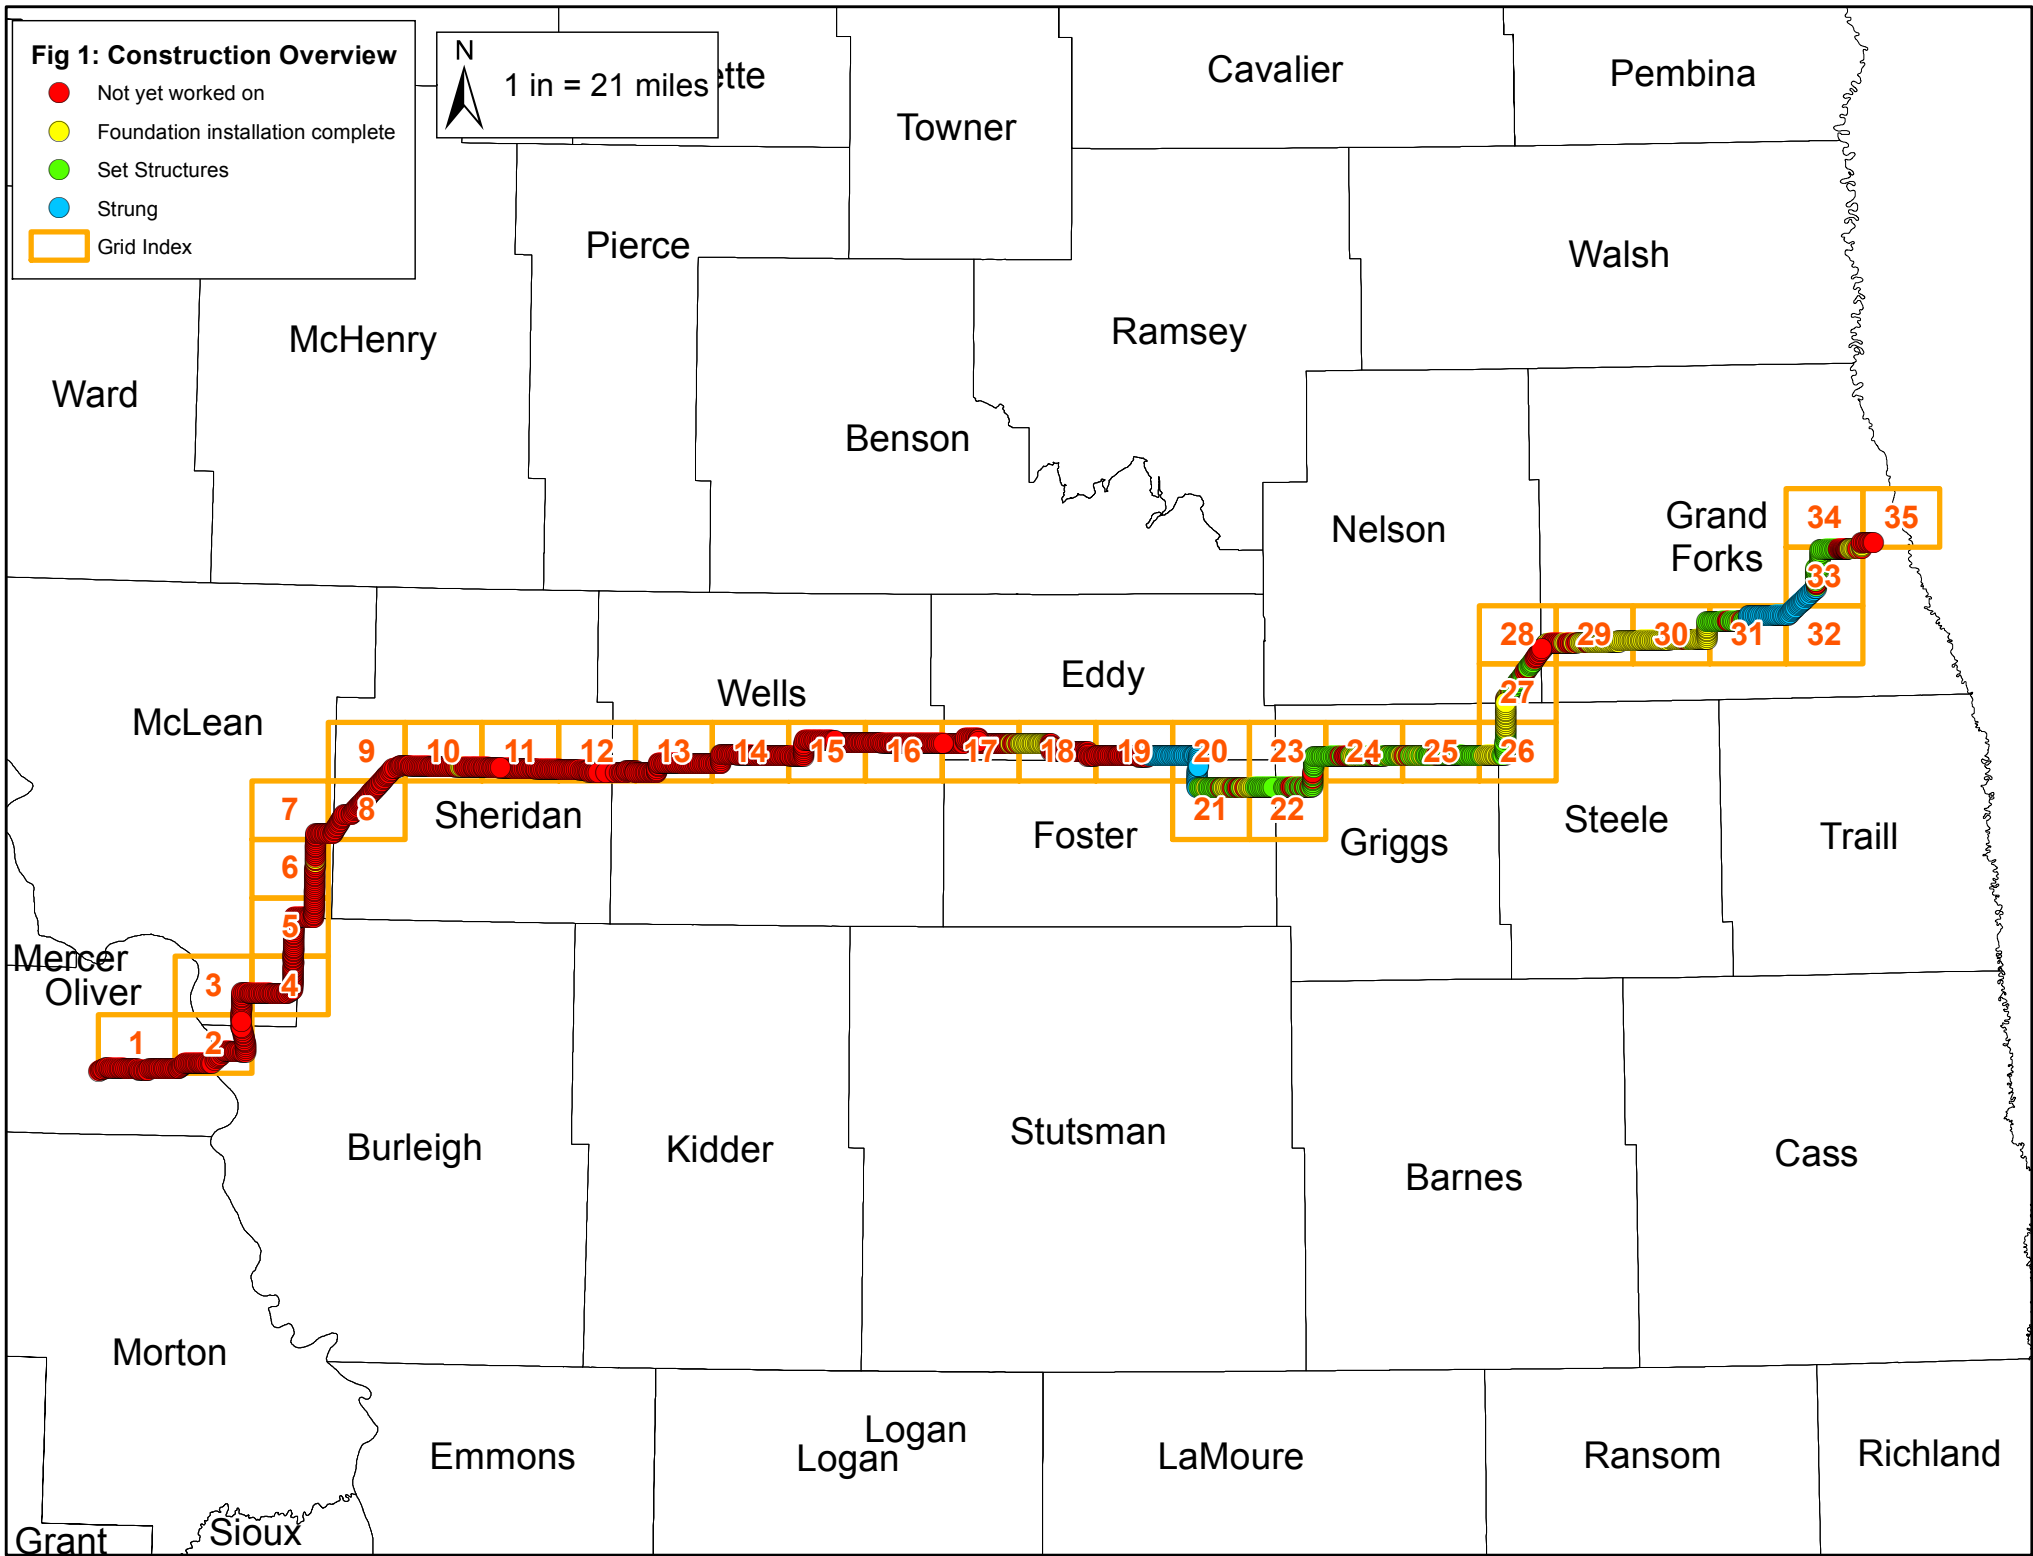 Fig 1: Construction Overview
Not yet worked on
Foundation installation complete
Set Structures
Strung
Grid Index
N
1 in = 21 miles
ette
Cavalier
Pembina
Towner
Pierce
Walsh
McHenry
Ramsey
Ward
Benson
Nelson
Grand
Forks
34
35
33
28
29
30
31
32
Eddy
Wells
27
McLean
9
10
11
12
13
14
15
16
17
18
19
20
23
24
25
26
7
8
Sheridan
21
22
Foster
Griggs
Steele
Traill
6
5
Mercer
Oliver
3
4
1
2
Burleigh
Kidder
Stutsman
Barnes
Cass
Morton
Logan
Logan
Emmons
LaMoure
Ransom
Richland
Grant
Sioux